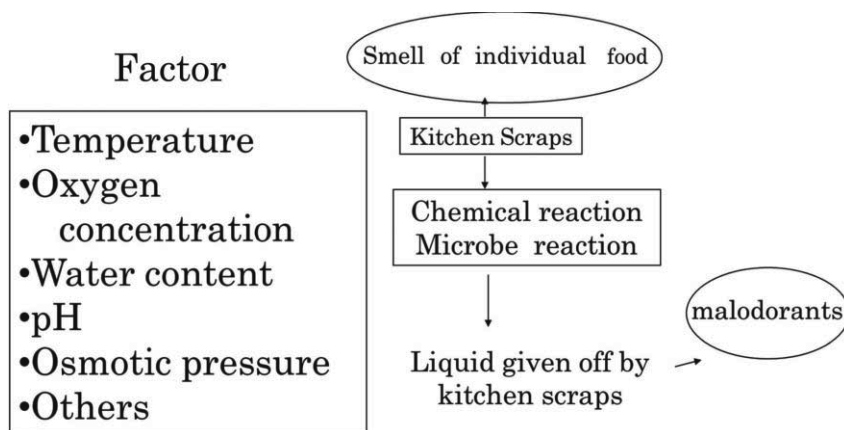 Factor
•Temperature
•Oxygen
concentration
•Water content
•pH
•Osmotic pressure
•Others
Smell of individual food
Kitchen Scraps
Chemical reaction
Microbe reaction
Liquid given off by
kitchen scraps
malodorants